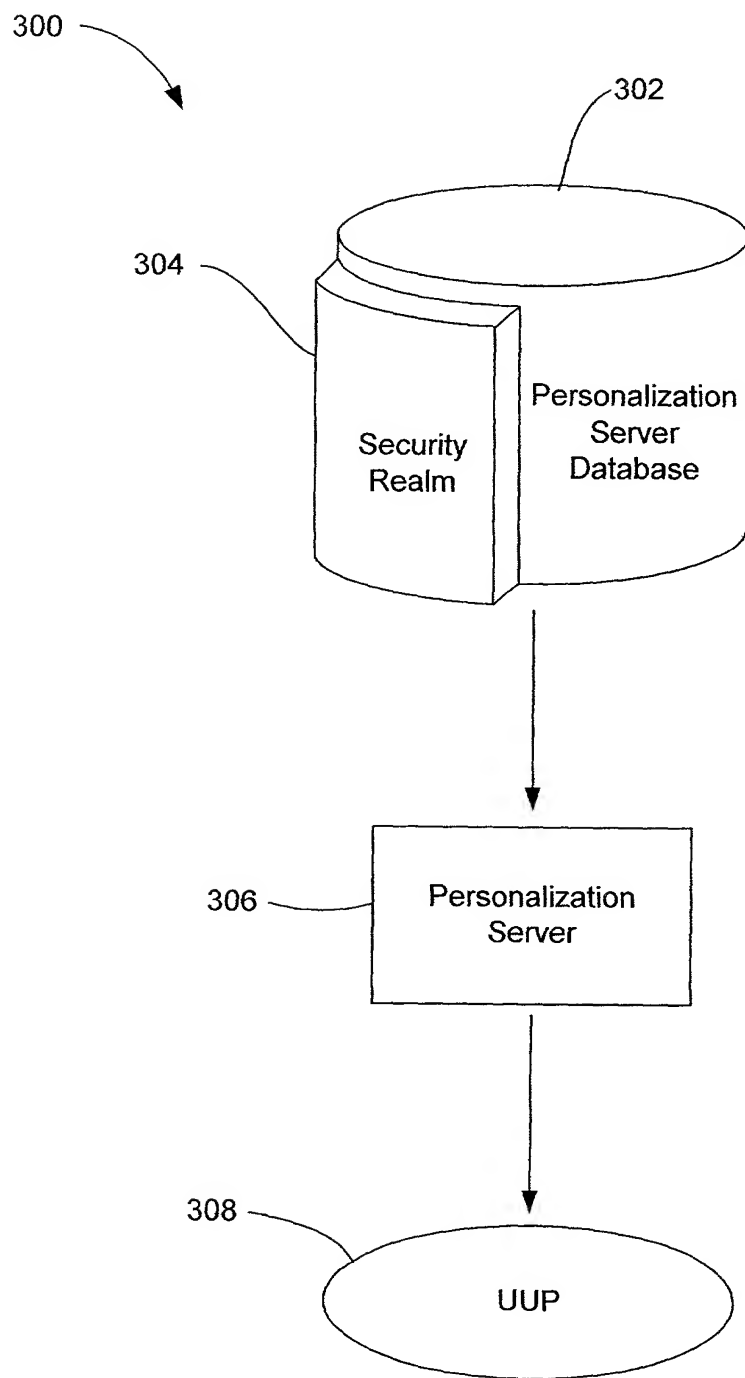 300
302
304
Personalization
Server
Database
Security
Realm
306
Personalization
Server
308
UUP